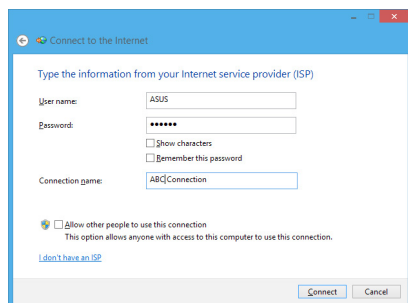 Connect to the Internet
Type the information from your Internet service provider (ISP)
User name: ASUS
Password: ••••••
Show characters
Remember this password
Connection name: ABC Connection
Allow other people to use this connection
This option allows anyone with access to this computer to use this connection.
I don't have an ISP
Connect Cancel